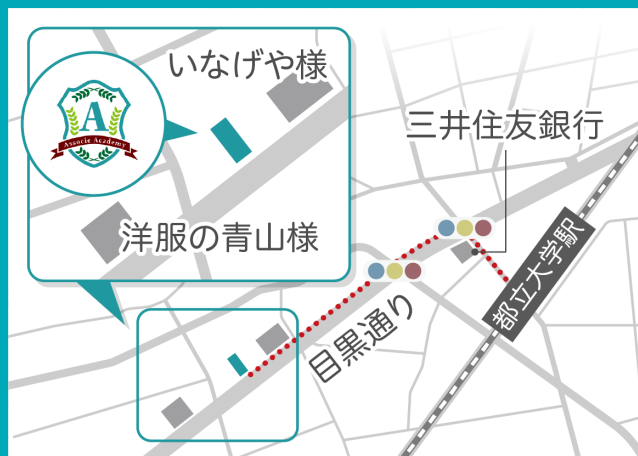 いなげや様
A
Associe Academy
洋服の青山様
三井住友銀行
都立大学駅
目黒通り